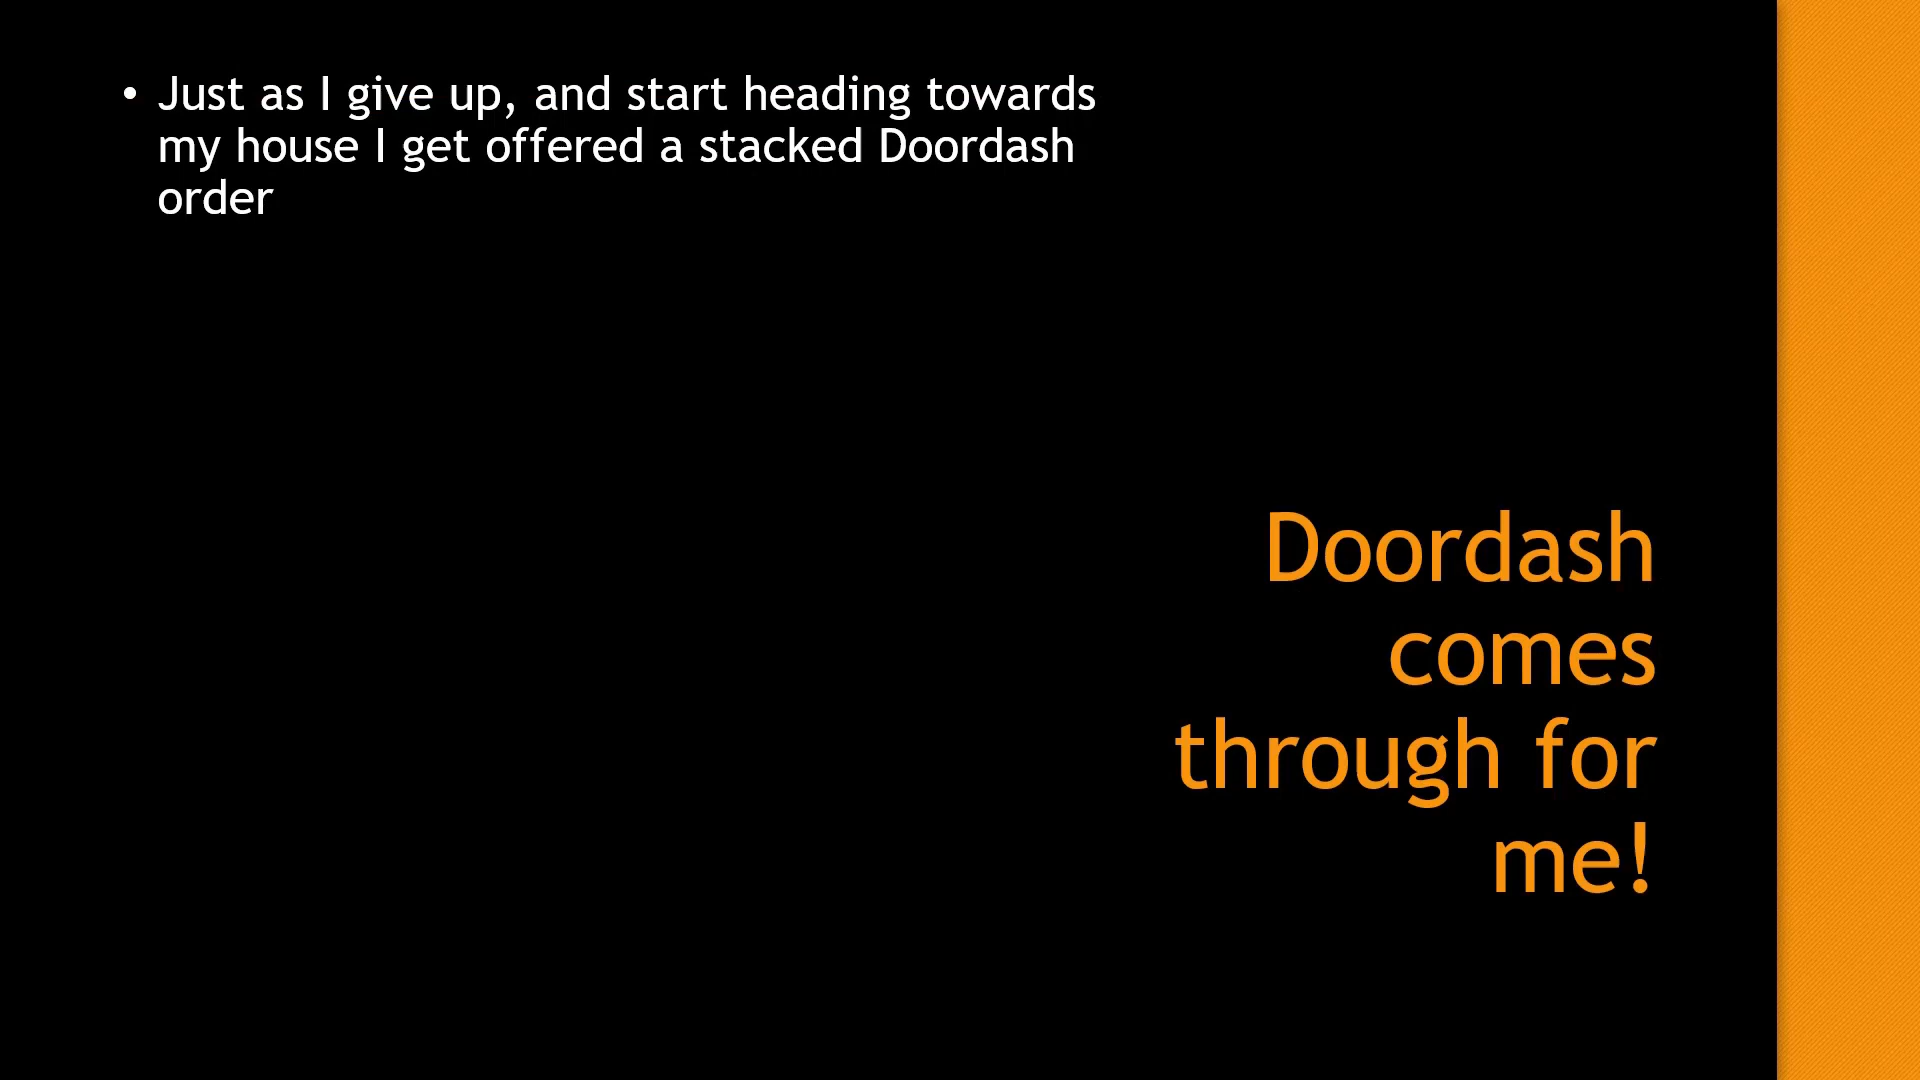 • Just as I give up, and start heading towards
my house I get offered a stacked Doordash
order
Doordash
comes
through for
me!